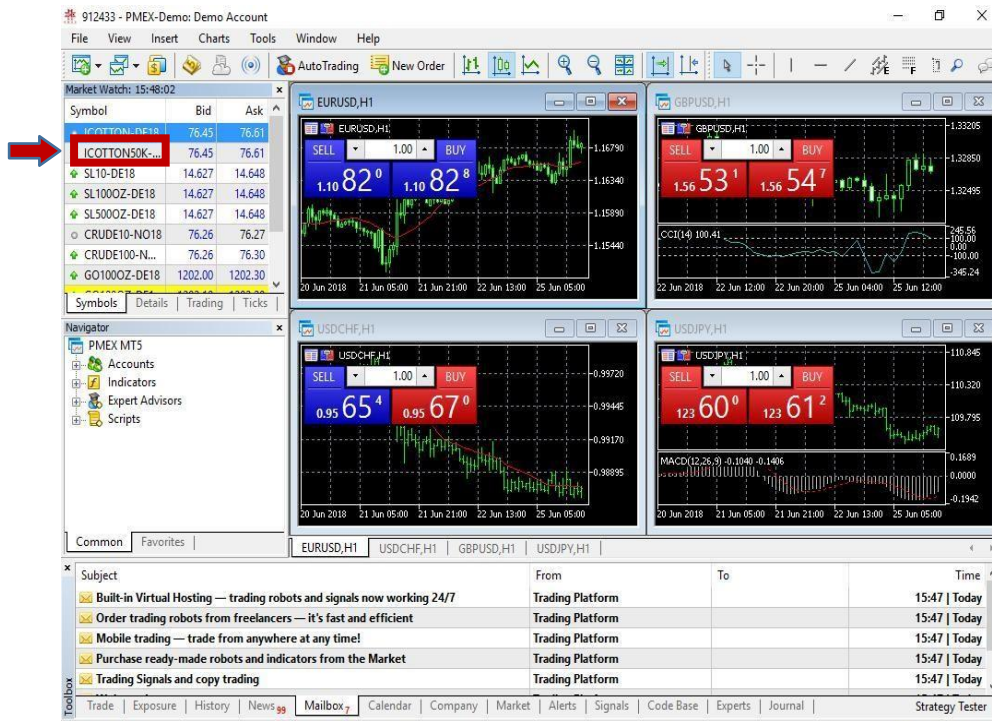 912433 - PMEX-Demo: Demo Account
File View Insert Charts Tools Window Help
AutoTrading New Order
Market Watch: 15:48:02
Symbol Bid Ask
ICOTTON-DE18 76.45 76.61
ICOTTON50K-... 76.45 76.61
SL10-DE18 14.627 14.648
SL100OZ-DE18 14.627 14.648
SL500OZ-DE18 14.627 14.648
CRUDE10-NO18 76.26 76.27
CRUDE100-N... 76.26 76.30
GO100OZ-DE18 1202.00 1202.30
Symbols Details Trading Ticks
Navigator
PMEX MT5
Accounts
Indicators
Expert Advisors
Scripts
Common Favorites
EURUSD,H1
EURUSD,H1
SELL 1.00 BUY
1.10 82 0 1.10 82 8
1.16790
1.16340
1.15890
1.15440
20 Jun 2018 21 Jun 05:00 21 Jun 21:00 22 Jun 13:00 25 Jun 05:00
GBPUSD,H1
GBPUSD,H1
SELL 1.00 BUY
1.56 53 1 1.56 54 7
1.33205
1.32850
1.32495
CCI(14) 100.41
245.56
100.00
0.00
-100.00
-345.24
22 Jun 2018 22 Jun 12:00 22 Jun 20:00 25 Jun 04:00 25 Jun 12:00
USDCHF,H1
USDCHF,H1
SELL 1.00 BUY
0.95 65 4 0.95 67 0
0.99720
0.99445
0.99170
0.98895
20 Jun 2018 21 Jun 05:00 21 Jun 21:00 22 Jun 13:00 25 Jun 05:00
USDJPY,H1
USDJPY,H1
SELL 1.00 BUY
123 60 0 123 61 2
110.845
110.320
109.795
MACD(12,26,9) -0.1040 -0.1406
0.1689
0.0000
-0.1942
20 Jun 2018 21 Jun 05:00 21 Jun 21:00 22 Jun 13:00 25 Jun 05:00
EURUSD,H1 USDCHF,H1 GBPUSD,H1 USDJPY,H1
Subject From To Time
Built-in Virtual Hosting — trading robots and signals now working 24/7 Trading Platform 15:47 | Today
Order trading robots from freelancers — it's fast and efficient Trading Platform 15:47 | Today
Mobile trading — trade from anywhere at any time! Trading Platform 15:47 | Today
Purchase ready-made robots and indicators from the Market Trading Platform 15:47 | Today
Trading Signals and copy trading Trading Platform 15:47 | Today
Toolbox
Trade Exposure History News 99 Mailbox 7 Calendar Company Market Alerts Signals Code Base Experts Journal Strategy Tester